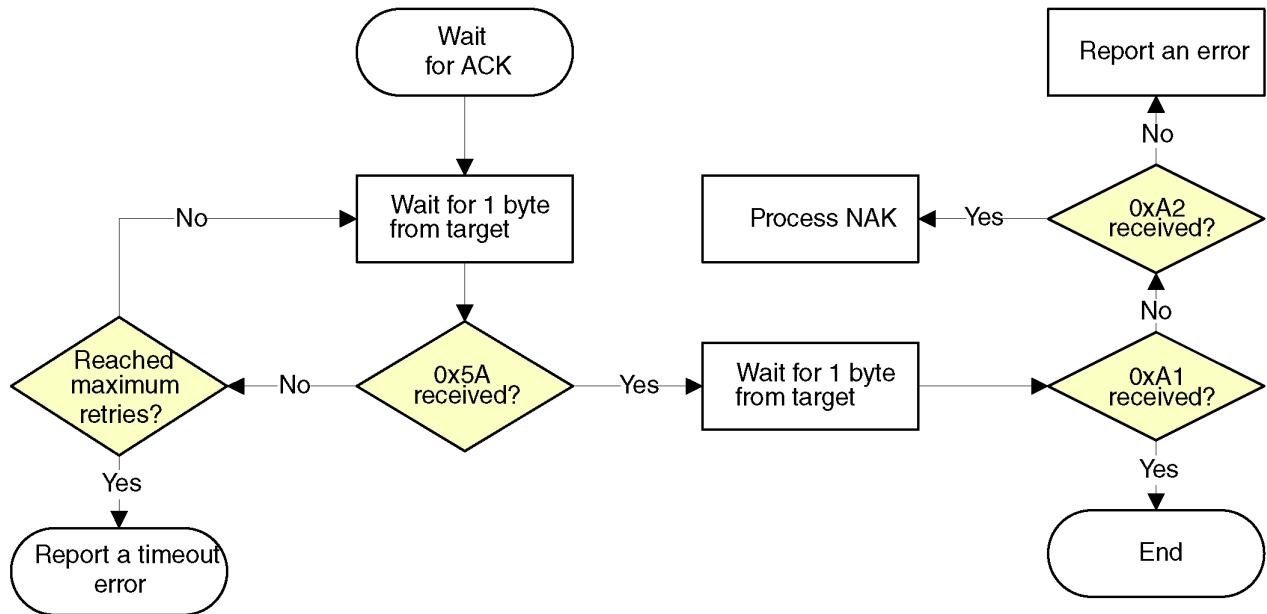 Wait
for ACK
Report an error
No
Wait for 1 byte
from target
No
Process NAK
Yes
0xA2
received?
No
Reached
maximum
retries?
No
0x5A
received?
Yes
Wait for 1 byte
from target
0xA1
received?
Yes
Yes
Report a timeout
error
End